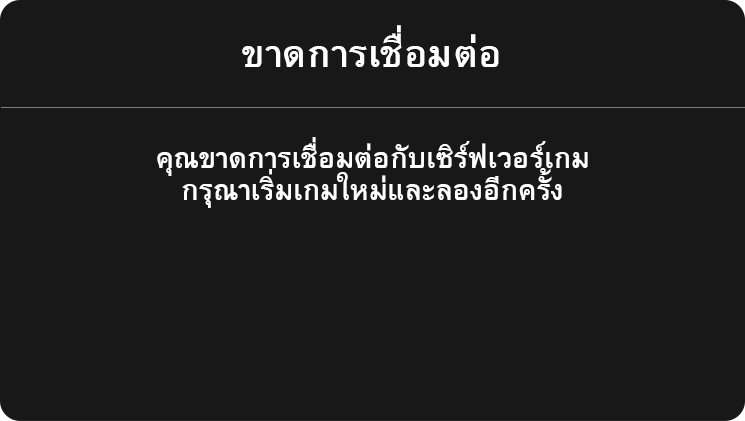 ขาดการเชื่อมต่อ
คุณขาดการเชื่อมต่อกับเซิร์ฟเวอร์เกม
กรุณาเริ่มเกมใหม่และลองอีกครั้ง